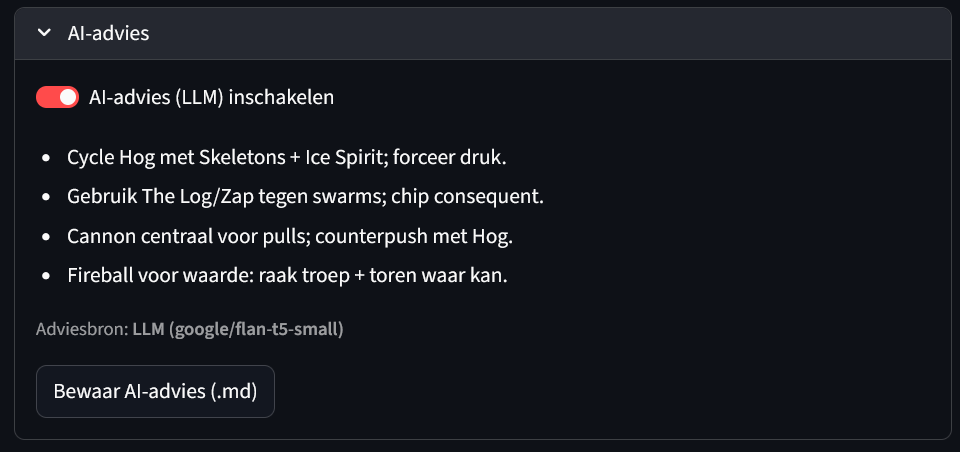 AI-advies
AI-advies (LLM) inschakelen
Cycle Hog met Skeletons + Ice Spirit; forceer druk.
Gebruik The Log/Zap tegen swarms; chip consequent.
Cannon centraal voor pulls; counterpush met Hog.
Fireball voor waarde: raak troep + toren waar kan.
Adviesbron: LLM (google/flan-t5-small)
Bewaar AI-advies (.md)